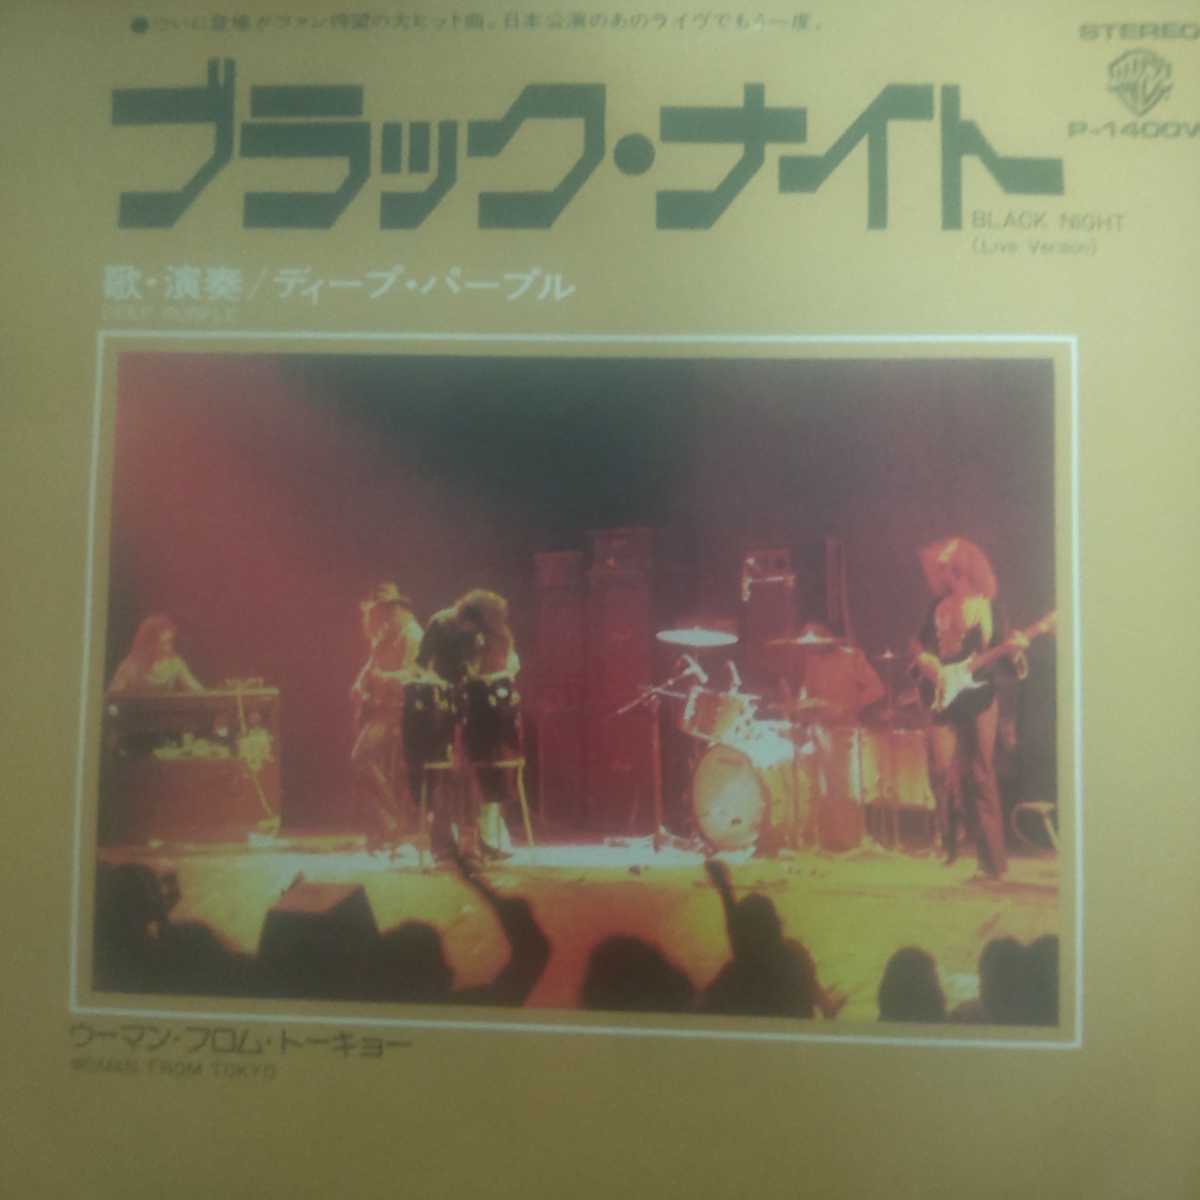 ●ついに登場!ファン待望の大ヒット曲。日本公演のあのライヴでもう一度。
STEREO
P-1400W
ブラック・ナイト
BLACK NIGHT
(Live Version)
歌・演奏/ディープ・パープル
DEEP PURPLE
ウーマン・フロム・トーキョー
WOMAN FROM TOKYO